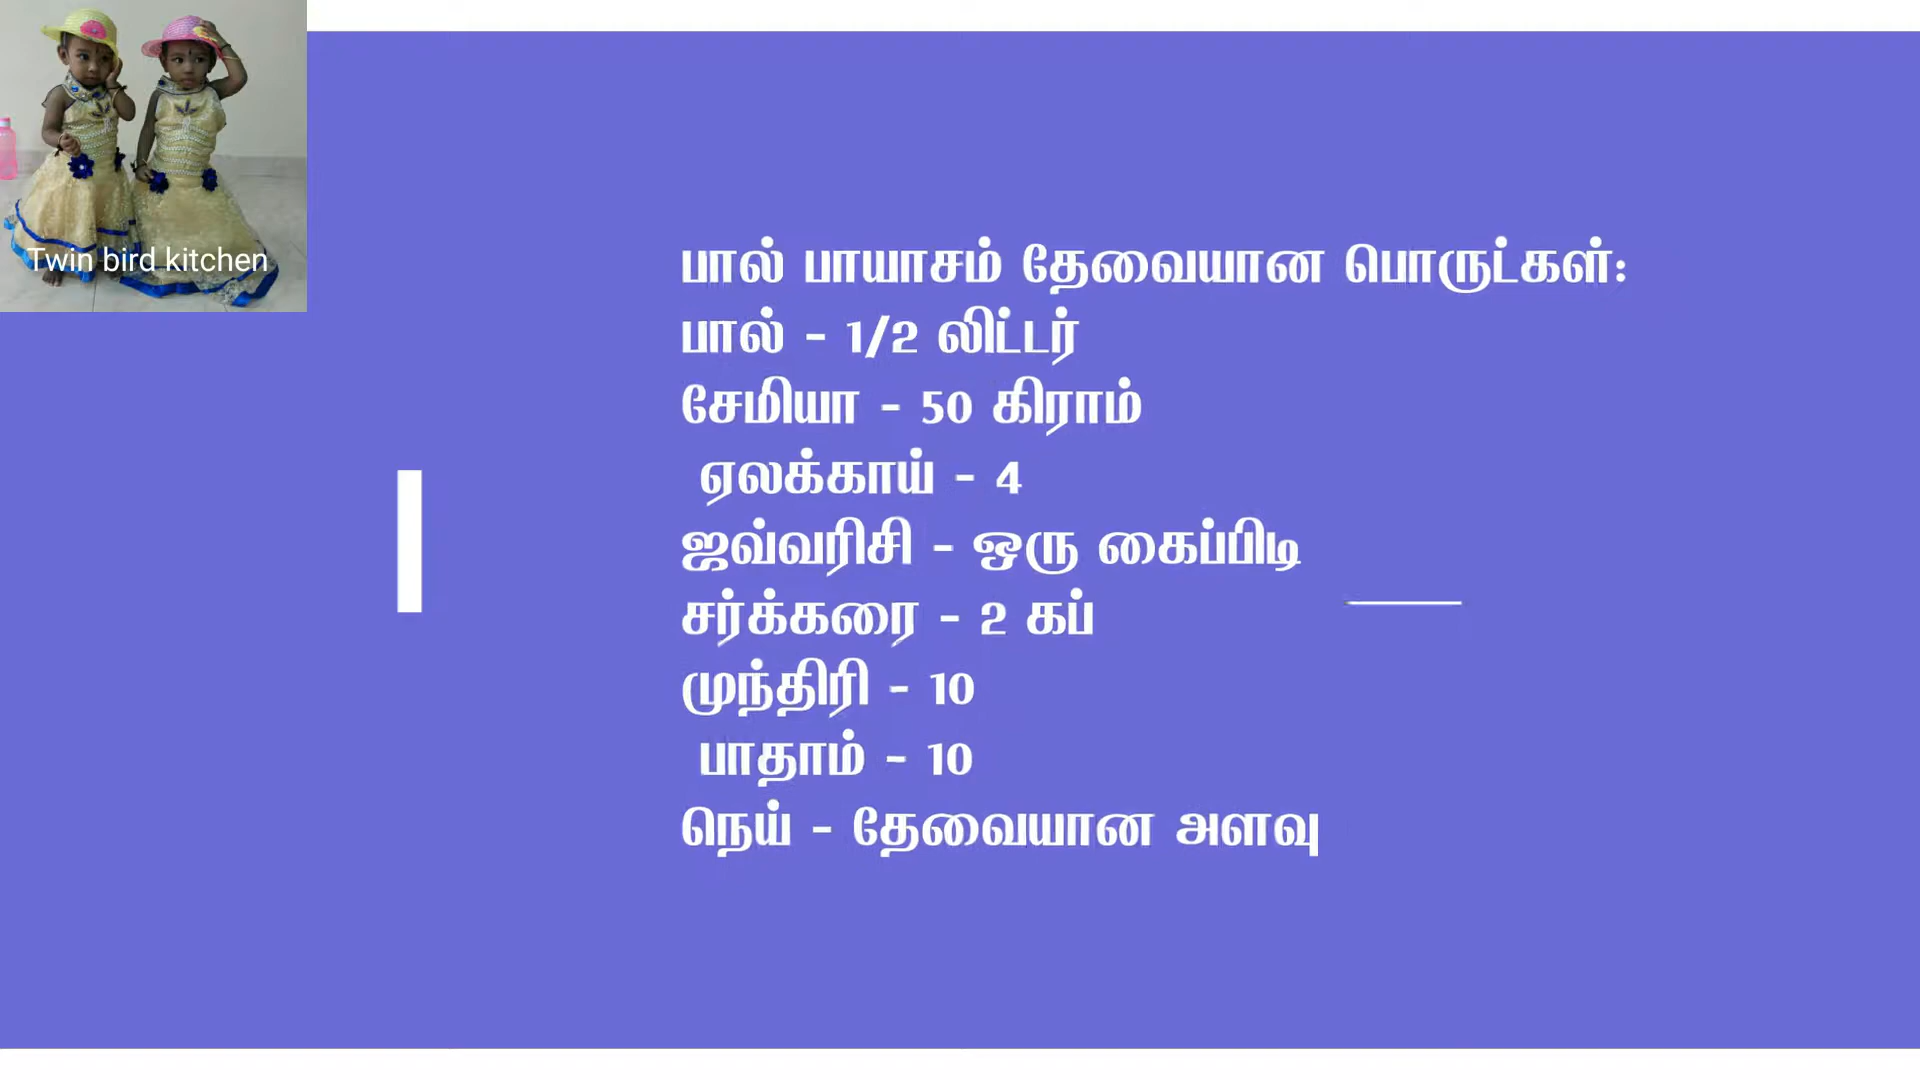 Twin bird kitchen
பால் பாயாசம் தேவையான பொருட்கள்:
பால் - 1/2 லிட்டர்
சேமியா - 50 கிராம்
ஏலக்காய் - 4
ஜவ்வரிசி - ஒரு கைப்பிடி
சர்க்கரை - 2 கப்
முந்திரி - 10
பாதாம் - 10
நெய் - தேவையான அளவு